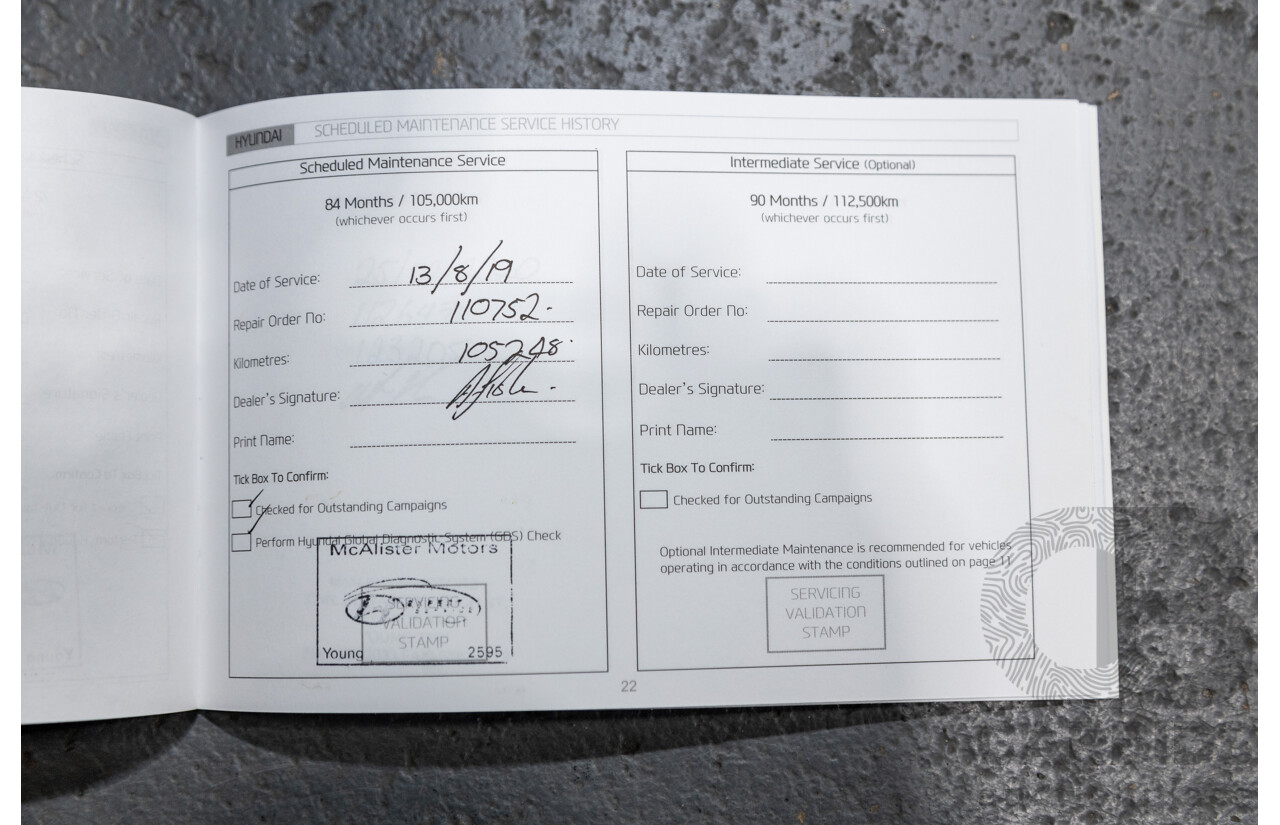 HYUNDAI SCHEDULED MAINTENANCE SERVICE HISTORY
Scheduled Maintenance Service
84 Months / 105,000km
(whichever occurs first)
Date of Service: 13/8/19
Repair Order No: 110752.
Kilometres: 105248.
Dealer's Signature:
Print Name:
Tick Box To Confirm:
Checked for Outstanding Campaigns
Perform Hyundai Global Diagnostic System (GDS) Check
McAlister Motors
SERVICING
VALIDATION
STAMP
Young 2595
Intermediate Service (Optional)
90 Months / 112,500km
(whichever occurs first)
Date of Service:
Repair Order No:
Kilometres:
Dealer's Signature:
Print Name:
Tick Box To Confirm:
Checked for Outstanding Campaigns
Optional Intermediate Maintenance is recommended for vehicles
operating in accordance with the conditions outlined on page 11
SERVICING
VALIDATION
STAMP
22